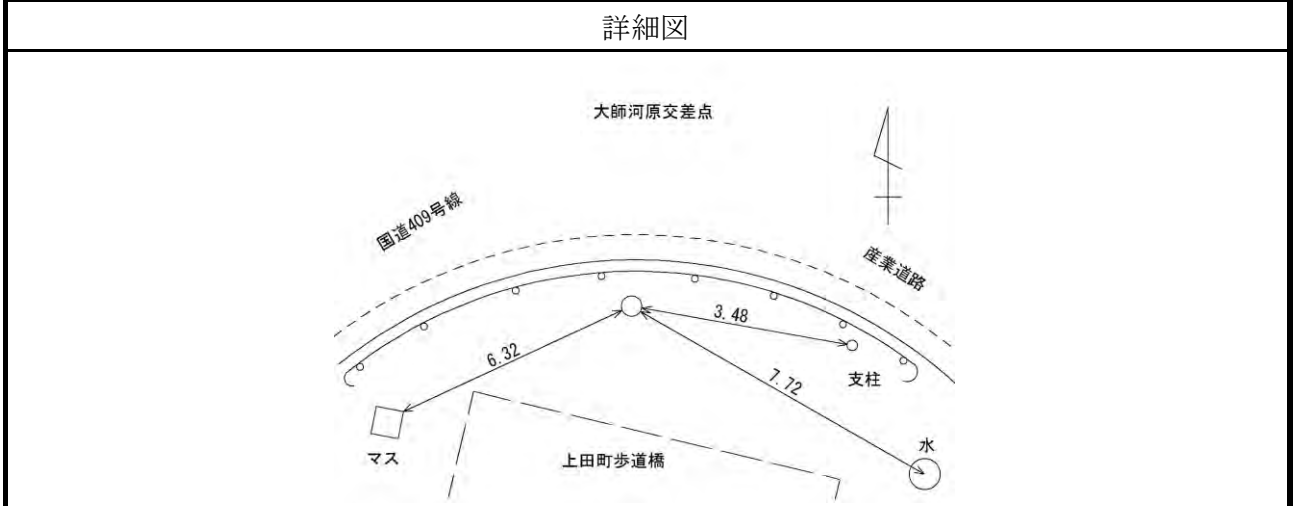 詳細図
大師河原交差点
国道409号線
産業道路
3.48
6.32
7.72
支柱
水
マス
上田町歩道橋